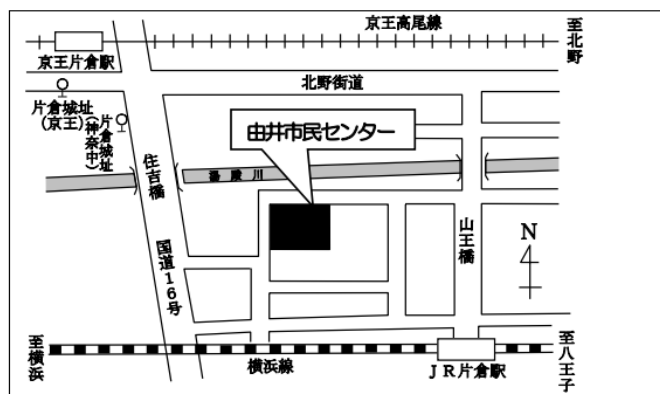 京王高尾線
至北野
京王片倉駅
北野街道
片倉城址
(京王)
片倉城址
(神奈中)
由井市民センター
住吉橋
湯殿川
山王橋
N
国道16号
至横浜
横浜線
JR片倉駅
至八王子